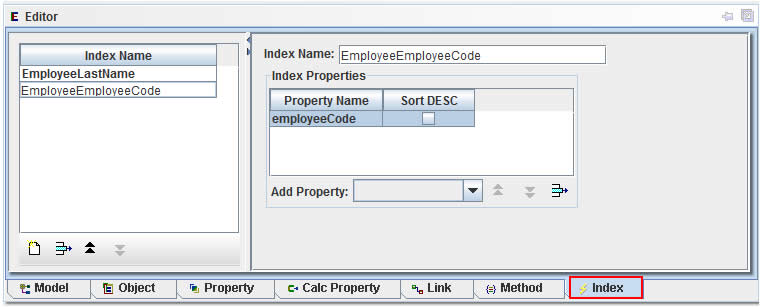 E Editor
Index Name
EmployeeLastName
EmployeeEmployeeCode
Index Name: EmployeeEmployeeCode
Index Properties
Property Name Sort DESC
employeeCode
Add Property:
Model Object Property Calc Property Link Method Index